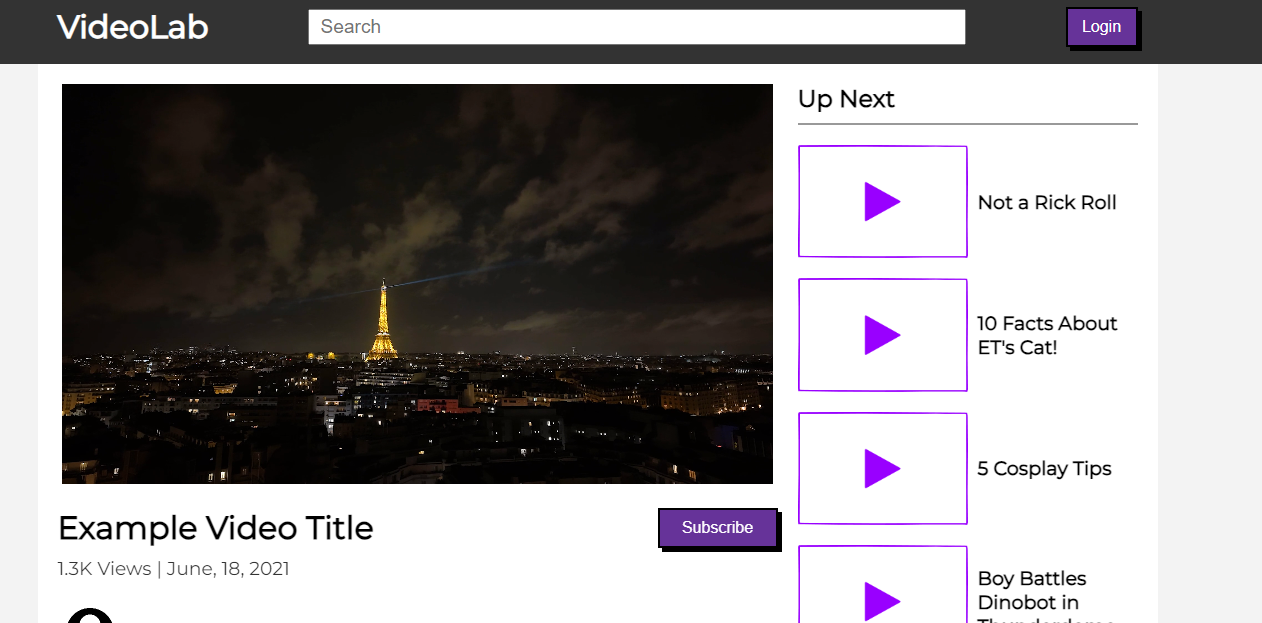 VideoLab
Search
Login
Up Next
Not a Rick Roll
10 Facts About
ET's Cat!
5 Cosplay Tips
Boy Battles
Dinobot in
Example Video Title
Subscribe
1.3K Views | June, 18, 2021